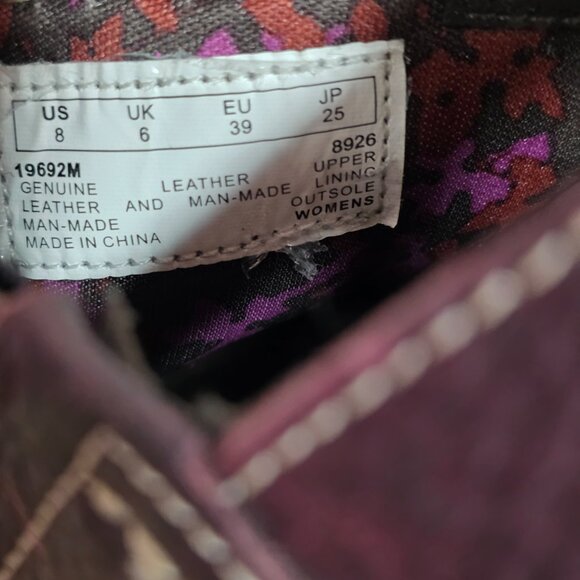 US UK EU JP
8 6 39 25
19692M 8926
GENUINE LEATHER UPPER
LEATHER AND MAN-MADE LINING
MAN-MADE OUTSOLE
MADE IN CHINA WOMENS